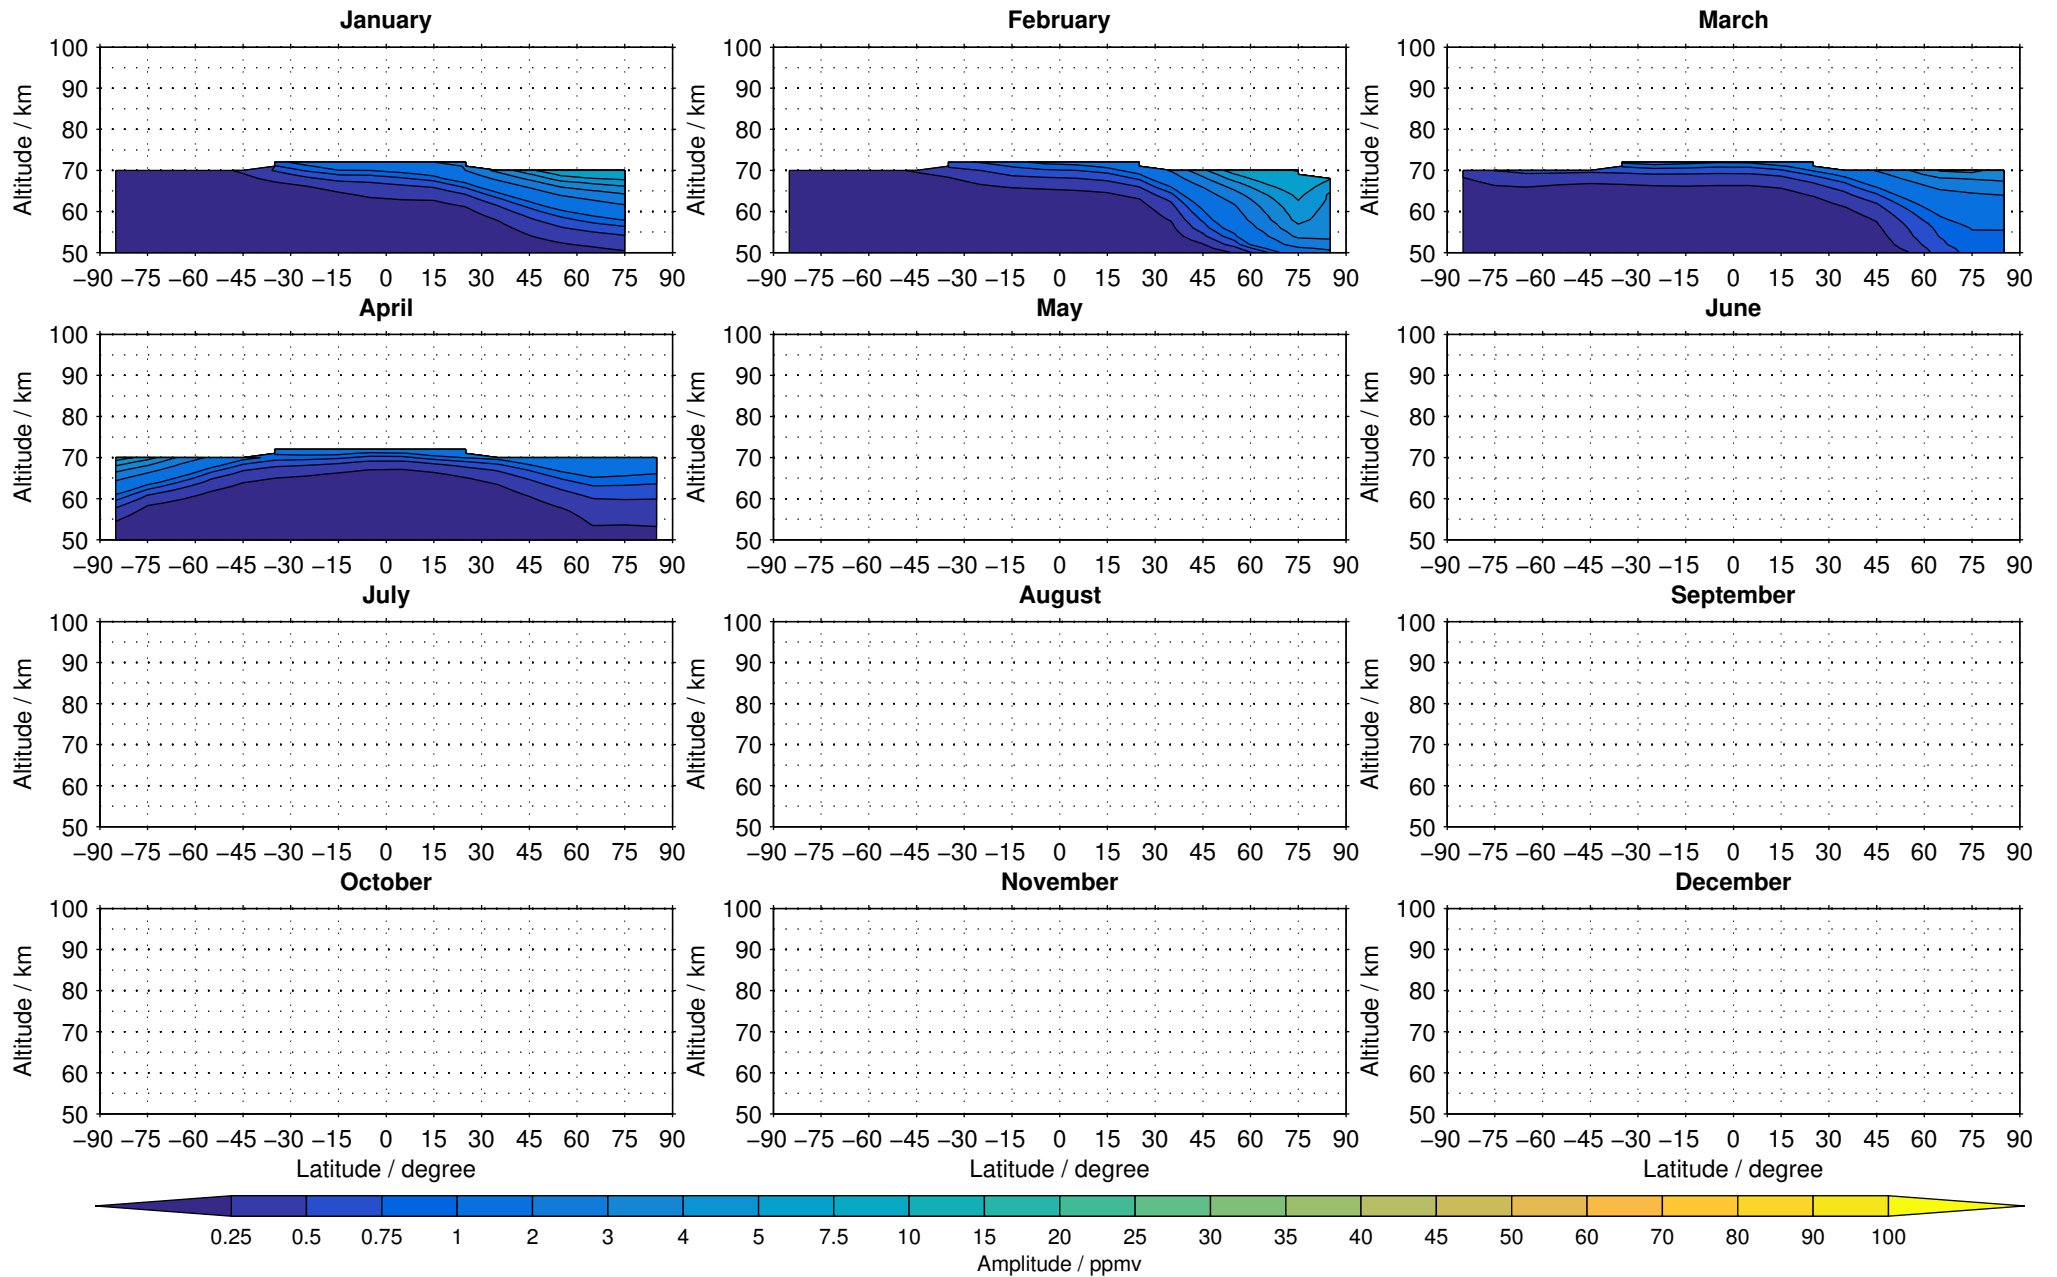 January February March
100 100 100
90 90 90
80 80 80
70 70 70
60 60 60
50 50 50
Altitude / km Altitude / km Altitude / km
−90 −75 −60 −45 −30 −15 0 15 30 45 60 75 90 −90 −75 −60 −45 −30 −15 0 15 30 45 60 75 90 −90 −75 −60 −45 −30 −15 0 15 30 45 60 75 90
April May June
100 100 100
90 90 90
80 80 80
70 70 70
60 60 60
50 50 50
Altitude / km Altitude / km Altitude / km
−90 −75 −60 −45 −30 −15 0 15 30 45 60 75 90 −90 −75 −60 −45 −30 −15 0 15 30 45 60 75 90 −90 −75 −60 −45 −30 −15 0 15 30 45 60 75 90
July August September
100 100 100
90 90 90
80 80 80
70 70 70
60 60 60
50 50 50
Altitude / km Altitude / km Altitude / km
−90 −75 −60 −45 −30 −15 0 15 30 45 60 75 90 −90 −75 −60 −45 −30 −15 0 15 30 45 60 75 90 −90 −75 −60 −45 −30 −15 0 15 30 45 60 75 90
October November December
100 100 100
90 90 90
80 80 80
70 70 70
60 60 60
50 50 50
Altitude / km Altitude / km Altitude / km
−90 −75 −60 −45 −30 −15 0 15 30 45 60 75 90 −90 −75 −60 −45 −30 −15 0 15 30 45 60 75 90 −90 −75 −60 −45 −30 −15 0 15 30 45 60 75 90
Latitude / degree Latitude / degree Latitude / degree
0.25 0.5 0.75 1 2 3 4 5 7.5 10 15 20 25 30 35 40 45 50 60 70 80 90 100
Amplitude / ppmv